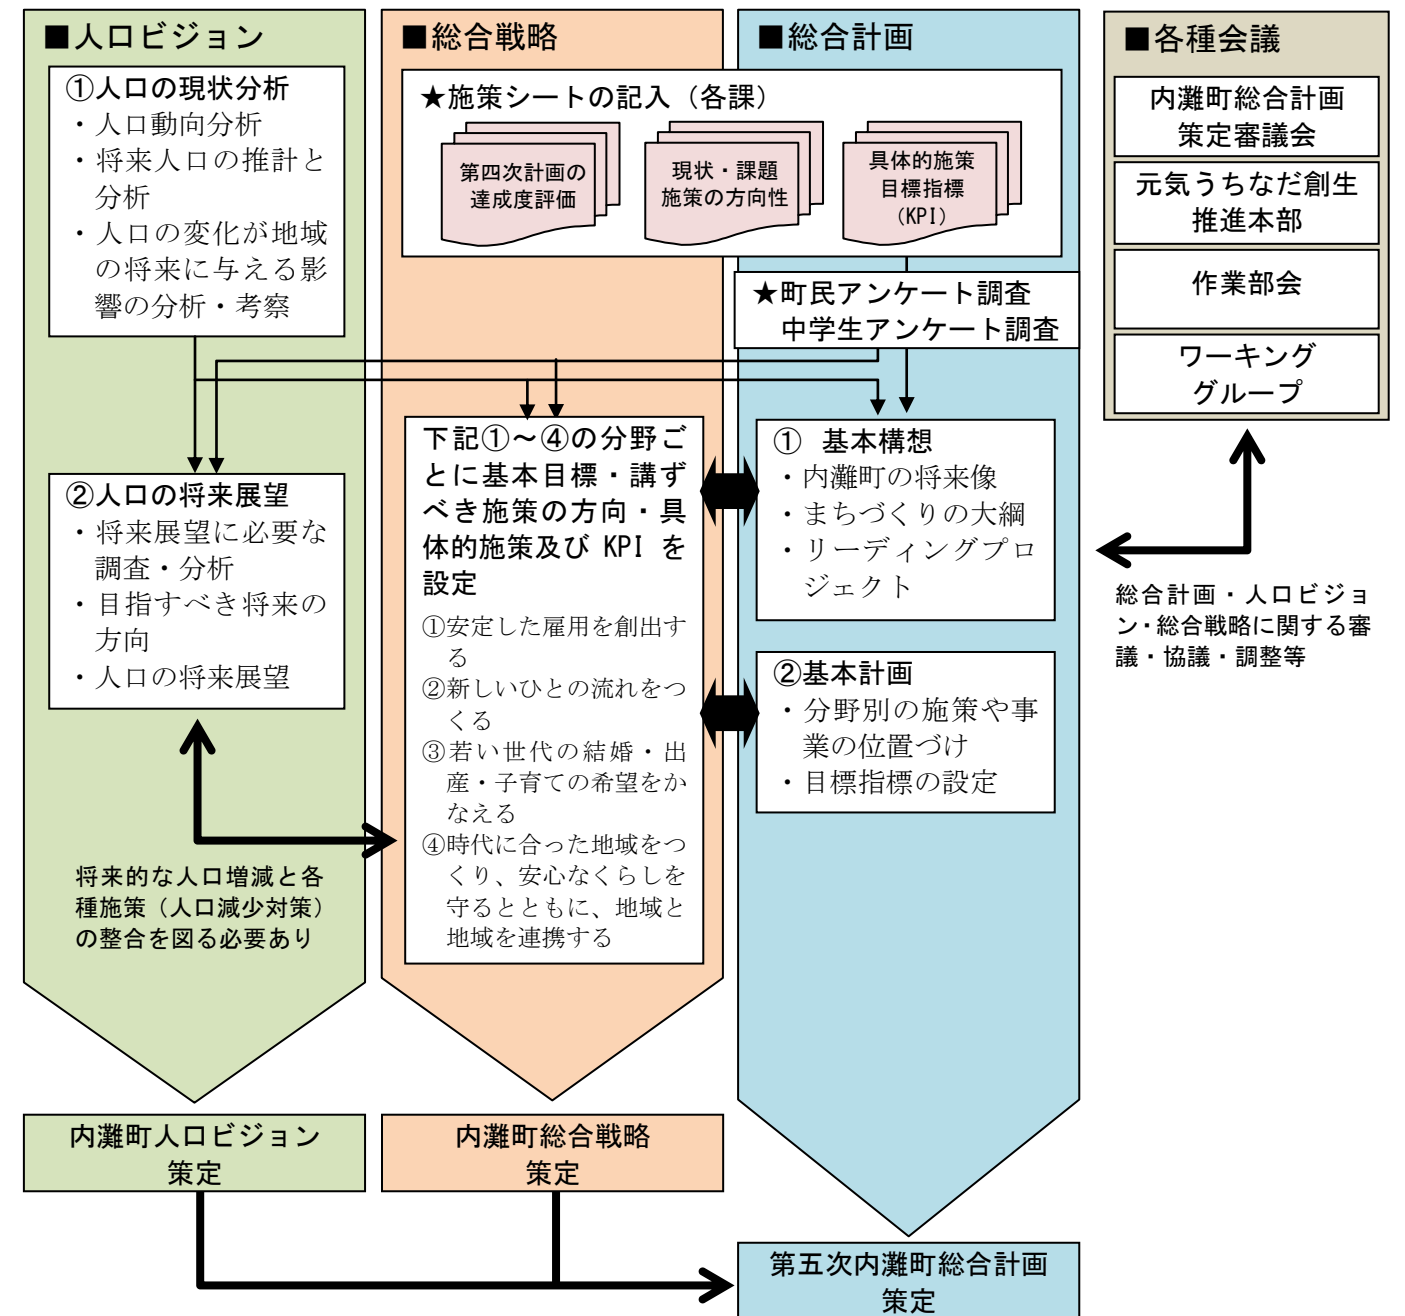 ■人口ビジョン
①人口の現状分析
・人口動向分析
・将来人口の推計と
分析
・人口の変化が地域
の将来に与える影
響の分析・考察
②人口の将来展望
・将来展望に必要な
調査・分析
・目指すべき将来の
方向
・人口の将来展望
将来的な人口増減と各
種施策（人口減少対策）
の整合を図る必要あり
内灘町人口ビジョン
策定
■総合戦略
■総合計画
★施策シートの記入（各課）
第四次計画の
達成度評価
現状・課題
施策の方向性
具体的施策
目標指標
（KPI）
★町民アンケート調査
中学生アンケート調査
下記①～④の分野ご
とに基本目標・講ず
べき施策の方向・具
体的施策及び KPI を
設定
①安定した雇用を創出す
る
②新しいひとの流れをつ
くる
③若い世代の結婚・出
産・子育ての希望をか
なえる
④時代に合った地域をつ
くり、安心なくらしを
守るとともに、地域と
地域を連携する
内灘町総合戦略
策定
① 基本構想
・内灘町の将来像
・まちづくりの大綱
・リーディングプロ
ジェクト
②基本計画
・分野別の施策や事
業の位置づけ
・目標指標の設定
第五次内灘町総合計画
策定
■各種会議
内灘町総合計画
策定審議会
元気うちなだ創生
推進本部
作業部会
ワーキング
グループ
総合計画・人口ビジョ
ン・総合戦略に関する審
議・協議・調整等